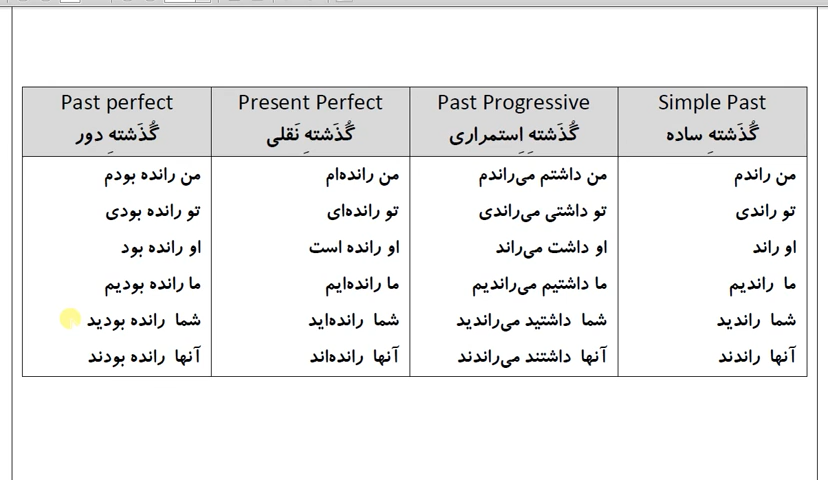 Simple Past
گُذَشتهِ ساده
من راندم
تو راندی
او راند
ما راندیم
شما راندید
آنها راندند
Past Progressive
گُذَشتهِ اِستِمراری
من داشتم می‌راندم
تو داشتی می‌راندی
او داشت می‌راند
ما داشتیم می‌راندیم
شما داشتید می‌راندید
آنها داشتند می‌راندند
Present Perfect
گُذَشتهِ نَقلی
من رانده‌ام
تو رانده‌ای
او رانده است
ما رانده‌ایم
شما رانده‌اید
آنها رانده‌اند
Past perfect
گُذَشتهِ دور
من رانده بودم
تو رانده بودی
او رانده بود
ما رانده بودیم
شما رانده بودید
آنها رانده بودند